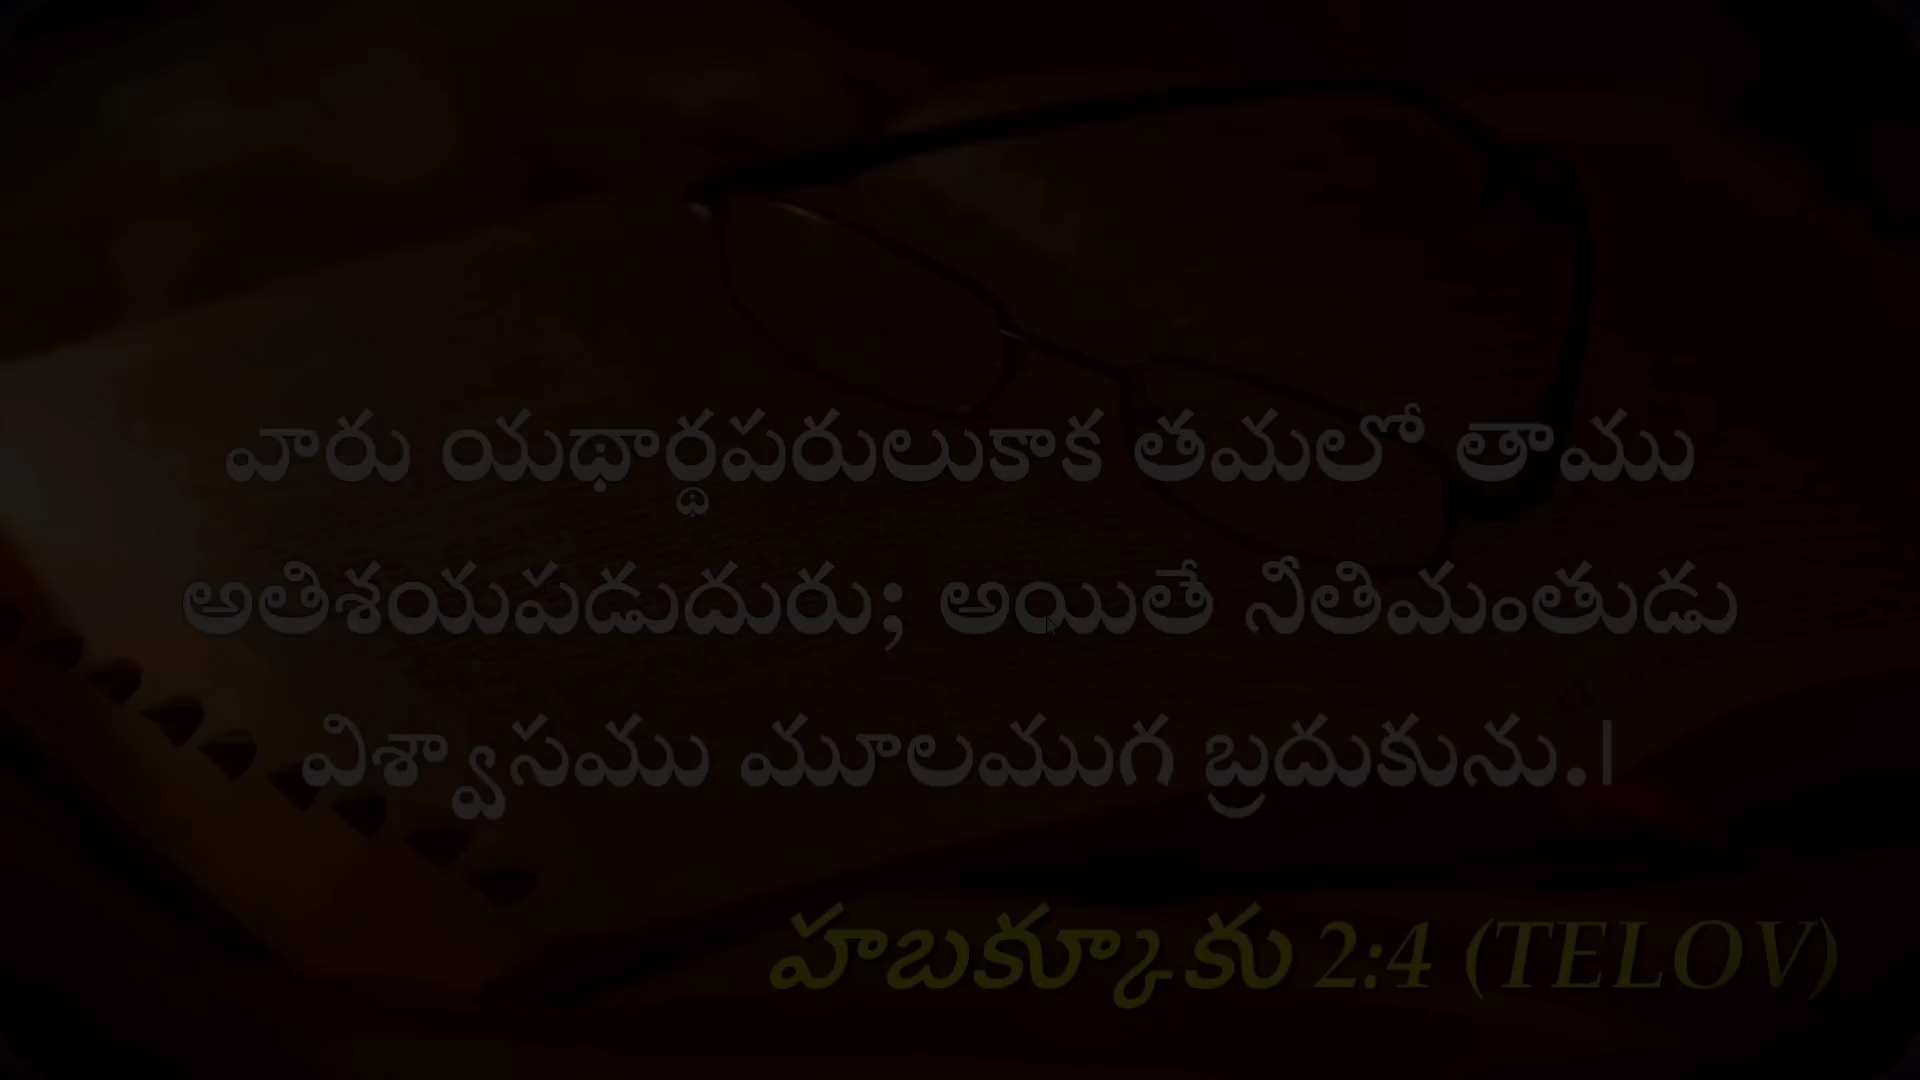 వారు యథార్థపరులుకాక తమలో తాము
అతిశయపడుదురు; అయితే నీతిమంతుడు
విశ్వాసము మూలముగ బ్రదుకును.|
హబక్కూకు 2:4 (TELOV)